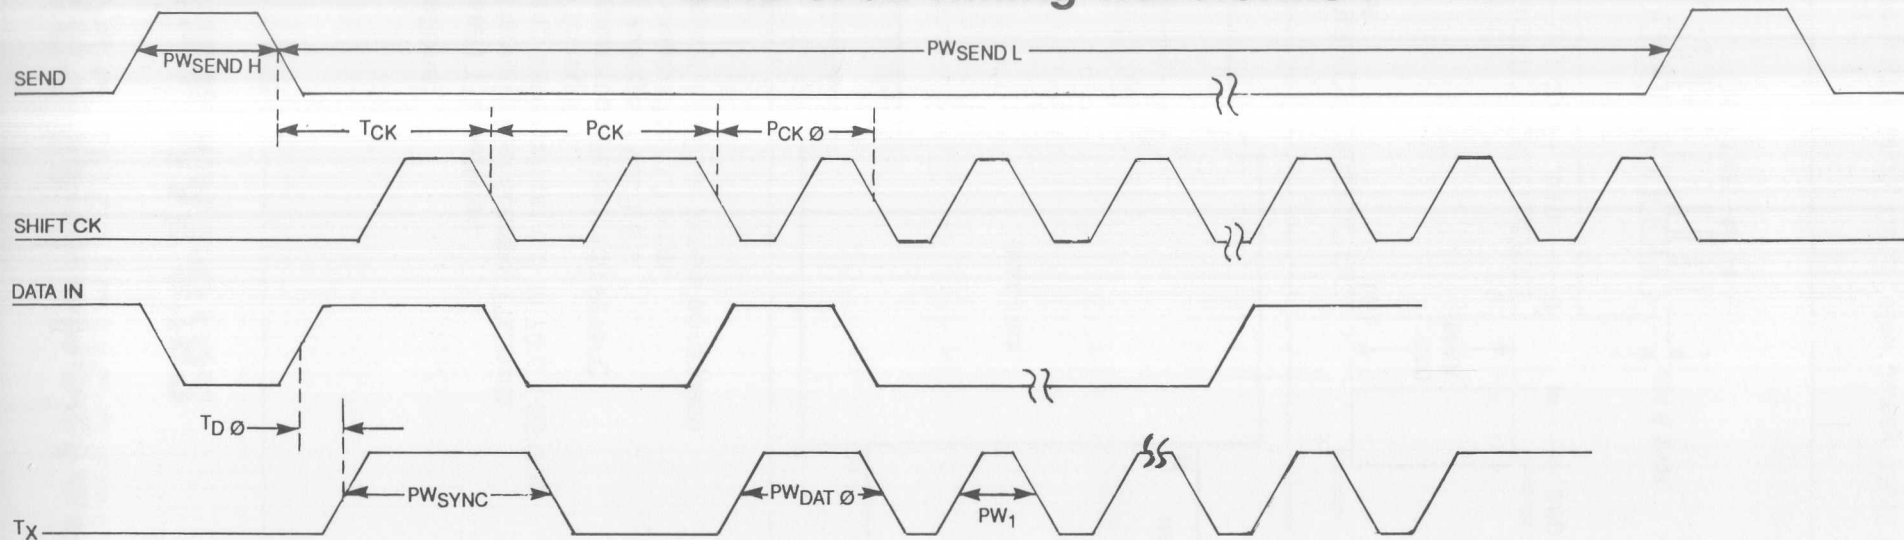 SEND
PWSEND H
PWSEND L
TCK
PCK
PCK Ø
SHIFT CK
DATA IN
TD Ø
PWSYNC
PWDAT Ø
PW1
TX